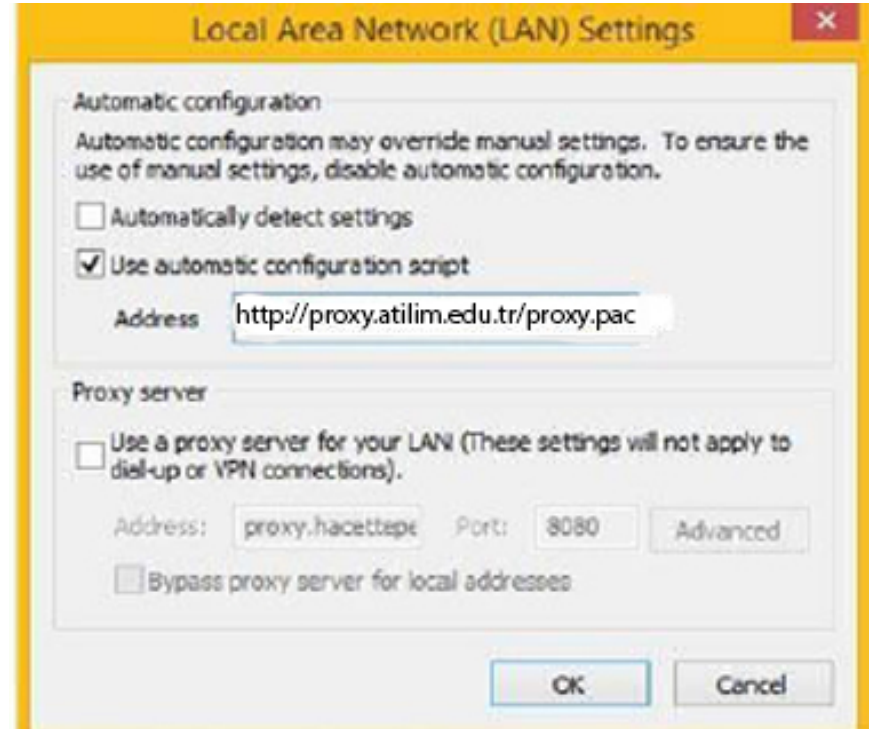 Local Area Network (LAN) Settings
Automatic configuration
Automatic configuration may override manual settings. To ensure the
use of manual settings, disable automatic configuration.
Automatically detect settings
Use automatic configuration script
Address http://proxy.atilim.edu.tr/proxy.pac
Proxy server
Use a proxy server for your LAN (These settings will not apply to
dial-up or VPN connections).
Address: proxy.hacettepe Port: 8080 Advanced
Bypass proxy server for local addresses
OK Cancel